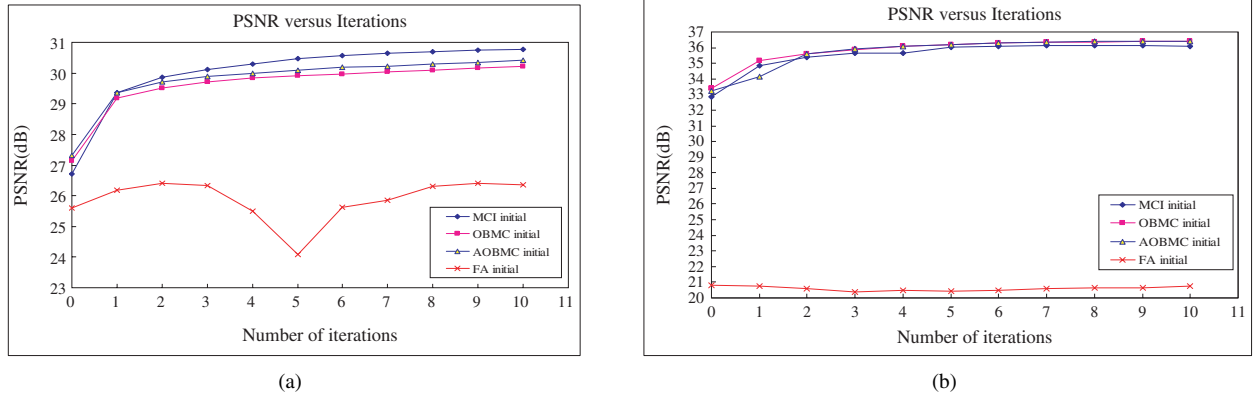 PSNR versus Iterations
31
30
29
28
27
26
25
24
23
PSNR(dB)
MCI initial
OBMC initial
AOBMC initial
FA initial
0 1 2 3 4 5 6 7 8 9 10 11
Number of iterations
(a)
PSNR versus Iterations
37
36
35
34
33
32
31
30
29
28
27
26
25
24
23
22
21
20
PSNR(dB)
MCI initial
OBMC initial
AOBMC initial
FA initial
0 1 2 3 4 5 6 7 8 9 10 11
Number of iterations
(b)